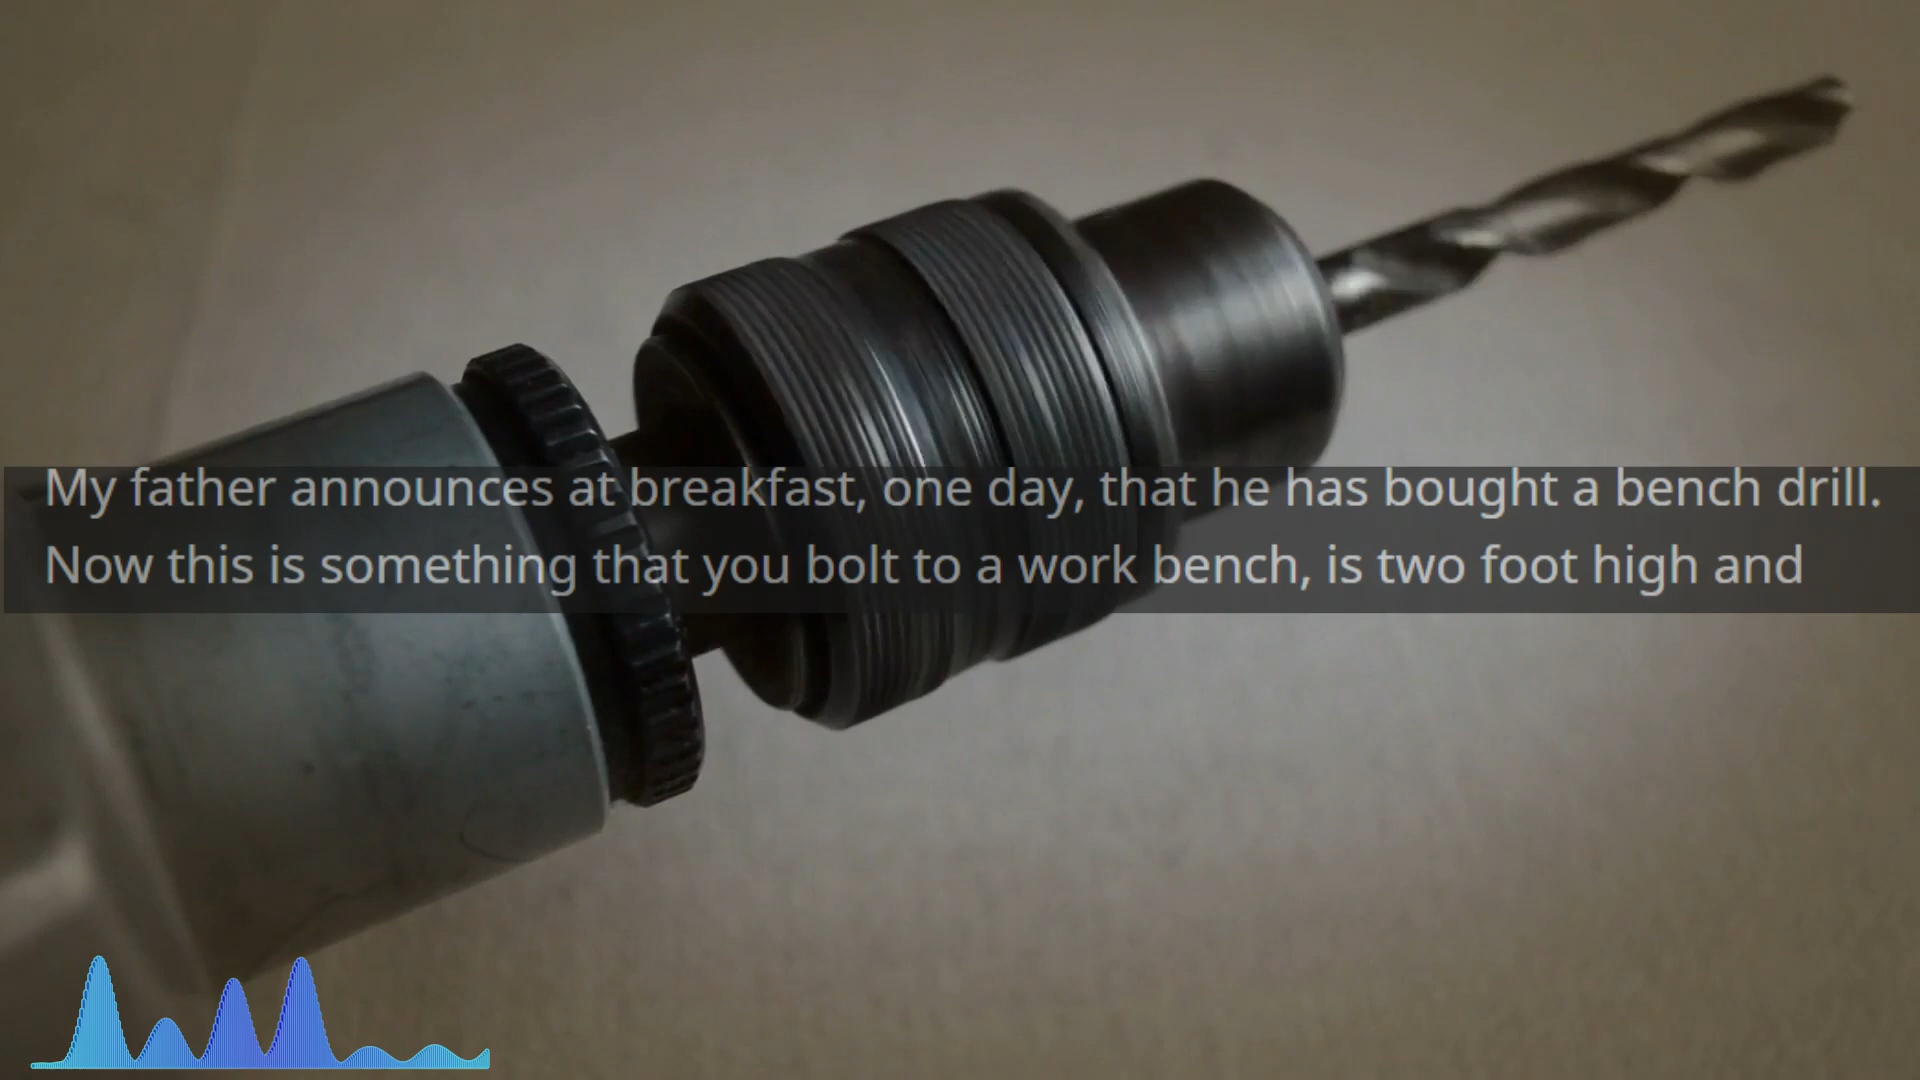 My father announces at breakfast, one day, that he has bought a bench drill.
Now this is something that you bolt to a work bench, is two foot high and